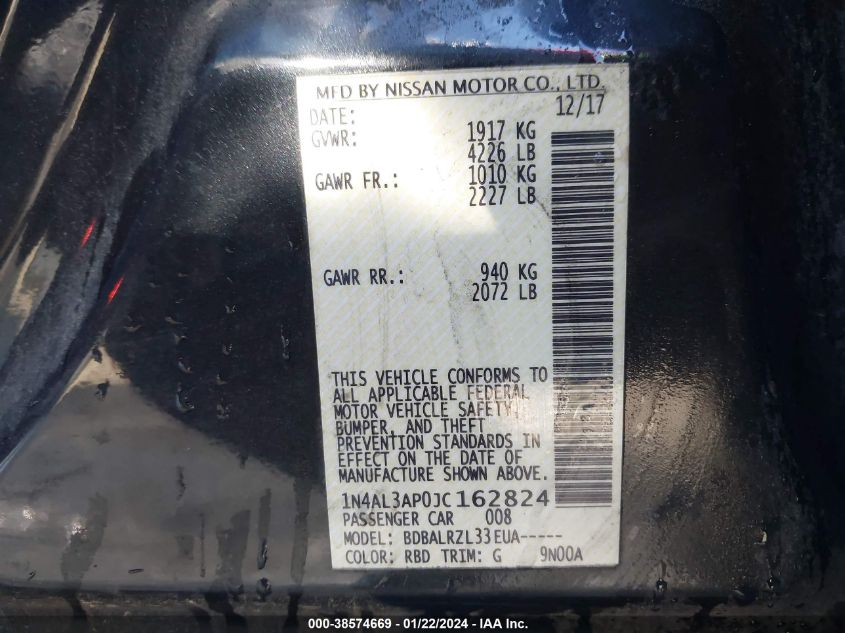 MFD BY NISSAN MOTOR CO., LTD.
DATE: 12/17
GVWR: 1917 KG
4226 LB
GAWR FR.: 1010 KG
2227 LB
GAWR RR.: 940 KG
2072 LB
THIS VEHICLE CONFORMS TO
ALL APPLICABLE FEDERAL
MOTOR VEHICLE SAFETY,
BUMPER, AND THEFT
PREVENTION STANDARDS IN
EFFECT ON THE DATE OF
MANUFACTURE SHOWN ABOVE.
1N4AL3AP0JC162824
PASSENGER CAR 008
MODEL: BDBALRZL33EUA-----
COLOR: RBD TRIM: G 9N00A
000-38574669 - 01/22/2024 - IAAI.com